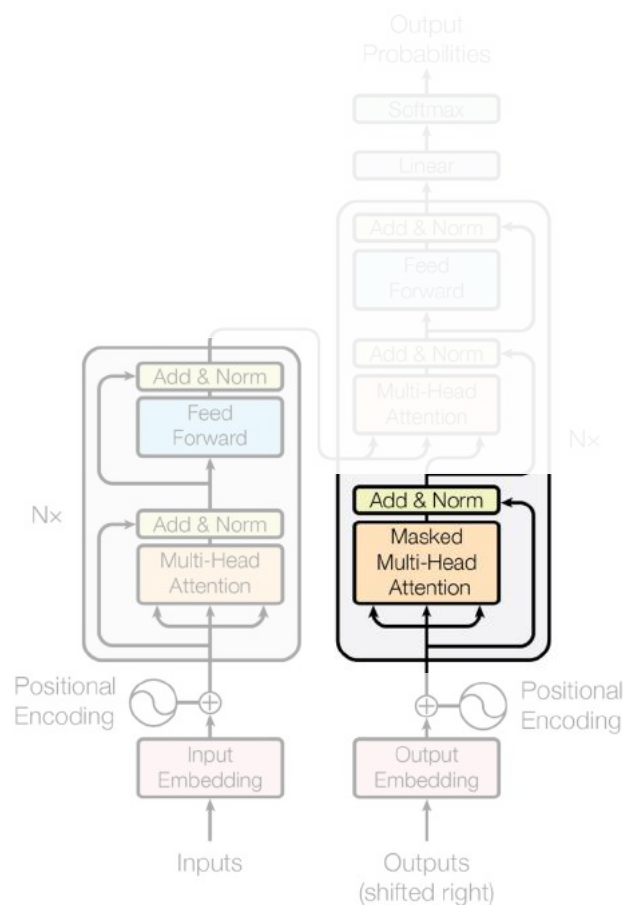 Output
Probabilities
Softmax
Linear
Add & Norm
Feed
Forward
Add & Norm
Multi-Head
Attention
Nx
Add & Norm
Feed
Forward
Nx
Add & Norm
Multi-Head
Attention
Add & Norm
Masked
Multi-Head
Attention
Positional
Encoding
Positional
Encoding
Input
Embedding
Output
Embedding
Inputs
Outputs
(shifted right)